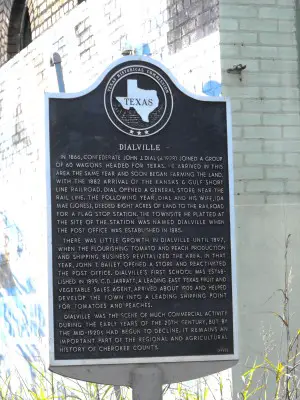 TEXAS HISTORICAL COMMISSION
TEXAS
DIALVILLE
IN 1866, CONFEDERATE JOHN J. DIAL (d. 1929) JOINED A GROUP
OF 60 WAGONS HEADED FOR TEXAS. HE ARRIVED IN THIS
AREA THE SAME YEAR AND SOON BEGAN FARMING THE LAND.
WITH THE 1882 ARRIVAL OF THE KANSAS & GULF SHORT
LINE RAILROAD, DIAL OPENED A GENERAL STORE NEAR THE
RAIL LINE. THE FOLLOWING YEAR, DIAL AND HIS WIFE, IDA
MAE (JONES), DEEDED EIGHT ACRES OF LAND TO THE RAILROAD
FOR A FLAG STOP STATION. THE TOWNSITE HE PLATTED AT
THE SITE OF THE STATION WAS NAMED DIALVILLE WHEN
THE POST OFFICE WAS ESTABLISHED IN 1885.
THERE WAS LITTLE GROWTH IN DIALVILLE UNTIL 1897,
WHEN THE FLOURISHING TOMATO AND PEACH PRODUCTION
AND SHIPPING BUSINESS REVITALIZED THE AREA. IN THAT
YEAR, JOHN T. BAILEY OPENED A STORE AND REACTIVATED
THE POST OFFICE. DIALVILLE'S FIRST SCHOOL WAS ESTAB-
LISHED IN 1899. C.D. JARRATT, A LEADING EAST TEXAS FRUIT AND
VEGETABLE SALES AGENT, ARRIVED ABOUT 1900 AND HELPED
DEVELOP THE TOWN INTO A LEADING SHIPPING POINT
FOR TOMATOES AND PEACHES.
DIALVILLE WAS THE SCENE OF MUCH COMMERCIAL ACTIVITY
DURING THE EARLY YEARS OF THE 20TH CENTURY, BUT BY
THE MID-1920s HAD BEGUN TO DECLINE. IT REMAINS AN
IMPORTANT PART OF THE REGIONAL AND AGRICULTURAL
HISTORY OF CHEROKEE COUNTY.